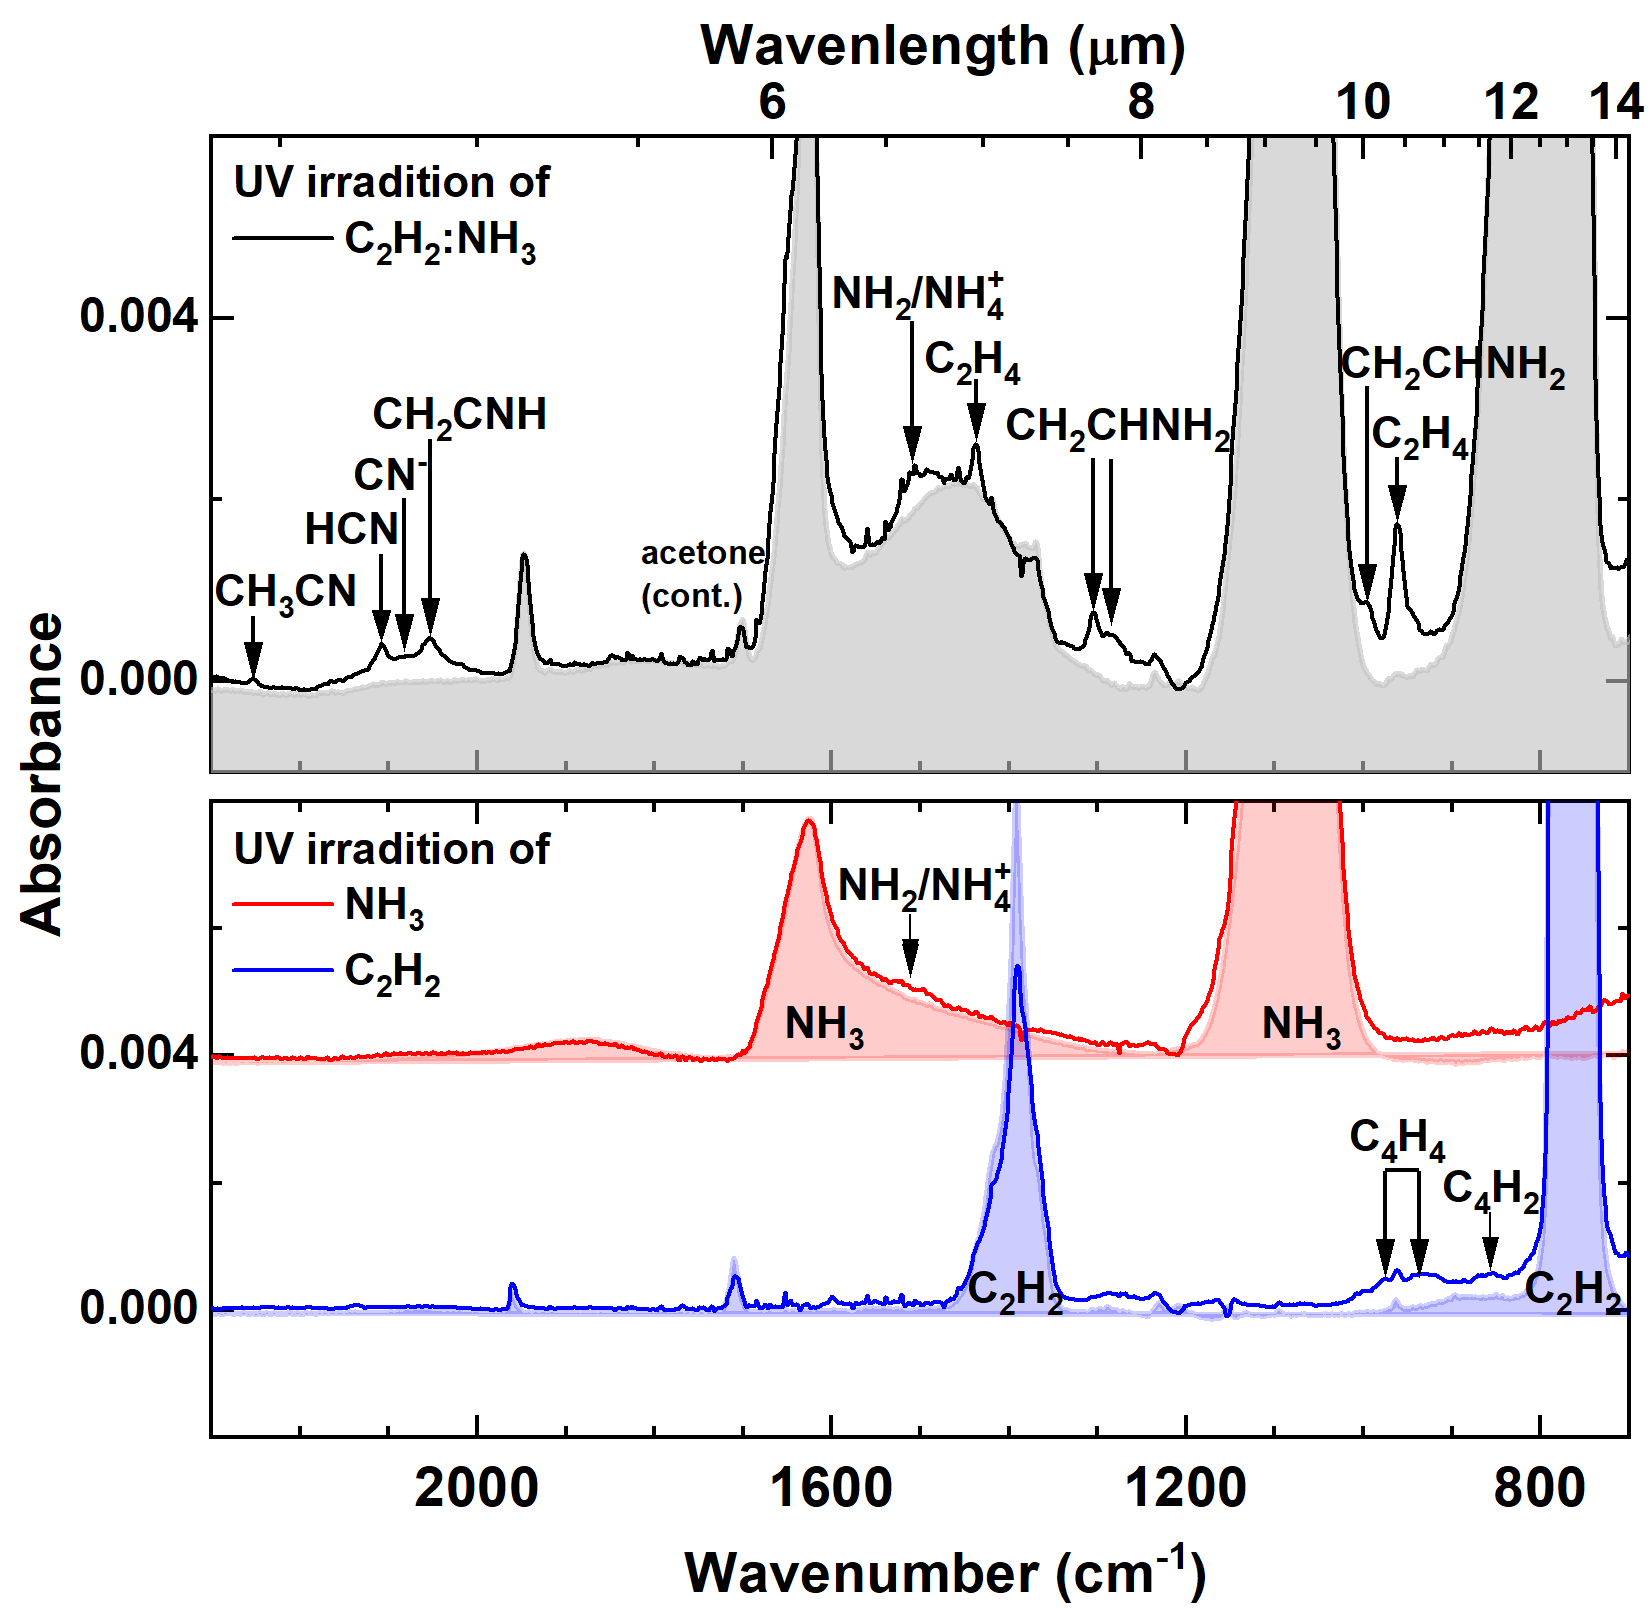 Wavenlength (μm)
6 8 10 12 14
UV irradition of
C₂H₂:NH₃
NH₂/NH₄⁺
0.004
C₂H₄
CH₂CHNH₂
CH₂CNH
CH₂CHNH₂
C₂H₄
CN⁻
HCN
acetone
(cont.)
CH₃CN
0.000
Absorbance
UV irradition of
NH₃
NH₂/NH₄⁺
C₂H₂
NH₃
NH₃
0.004
C₄H₄
C₄H₂
C₂H₂
C₂H₂
0.000
2000 1600 1200 800
Wavenumber (cm⁻¹)